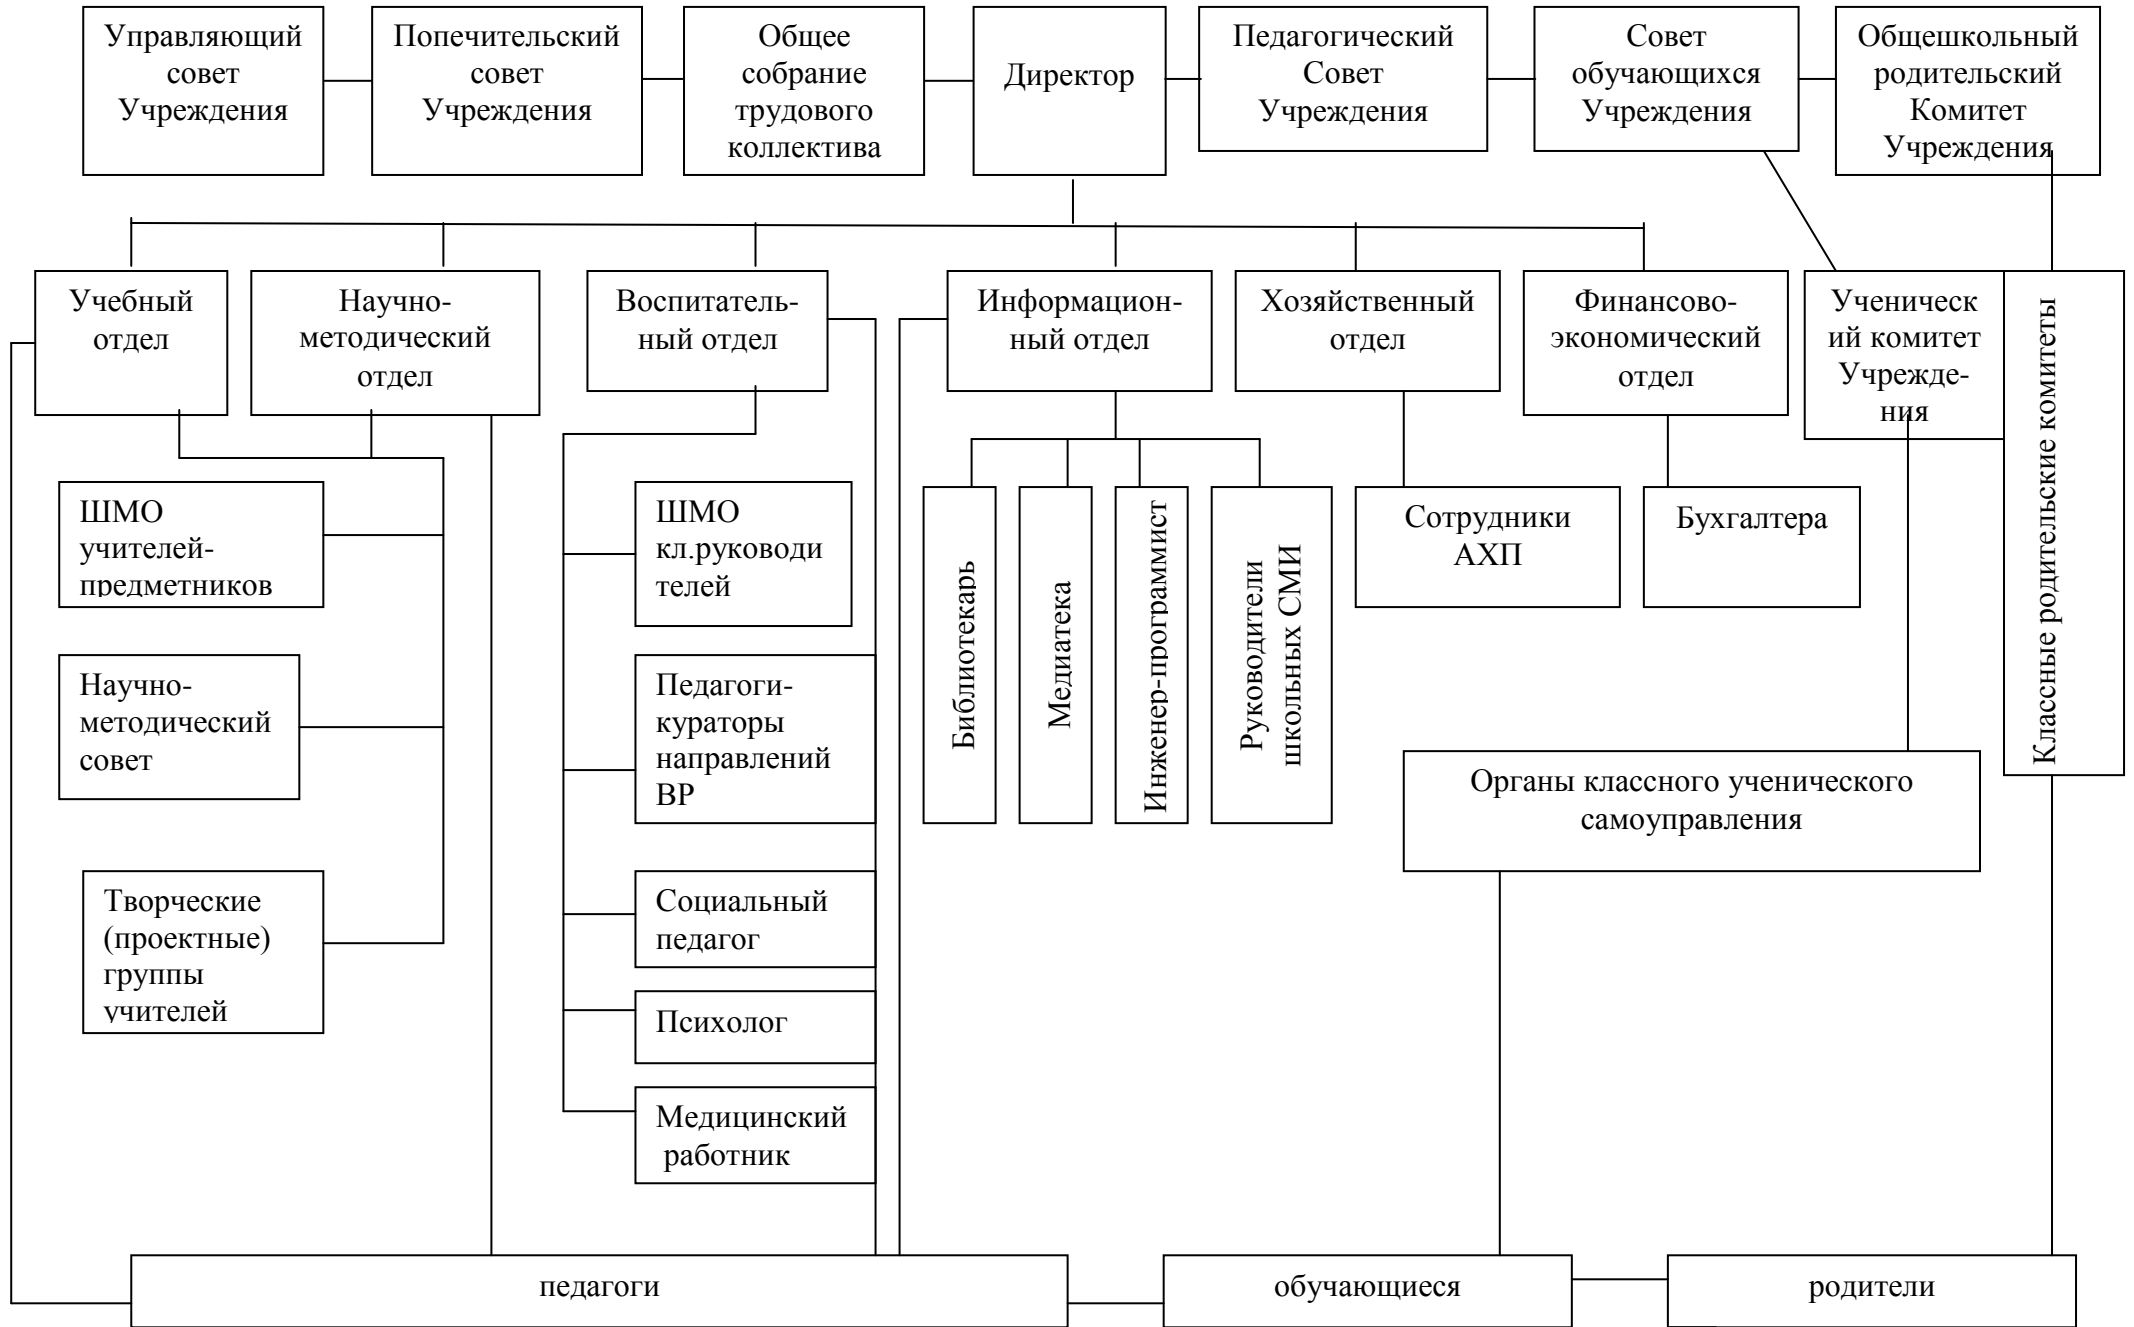 Управляющий
совет
Учреждения
Попечительский
совет
Учреждения
Общее
собрание
трудового
коллектива
Директор
Педагогический
Совет
Учреждения
Совет
обучающихся
Учреждения
Общешкольный
родительский
Комитет
Учреждения
Учебный
отдел
Научно-
методический
отдел
Воспитатель-
ный отдел
Информацион-
ный отдел
Хозяйственный
отдел
Финансово-
экономический
отдел
Ученическ
ий комитет
Учрежде-
ния
Классные родительские комитеты
ШМО
учителей-
предметников
Научно-
методический
совет
Творческие
(проектные)
группы
учителей
ШМО
кл.руководи
телей
Педагоги-
кураторы
направлений
ВР
Социальный
педагог
Психолог
Медицинский
работник
Библиотекарь
Медиатека
Инженер-программист
Руководители
школьных СМИ
Сотрудники
АХП
Бухгалтера
Органы классного ученического
самоуправления
педагоги
обучающиеся
родители